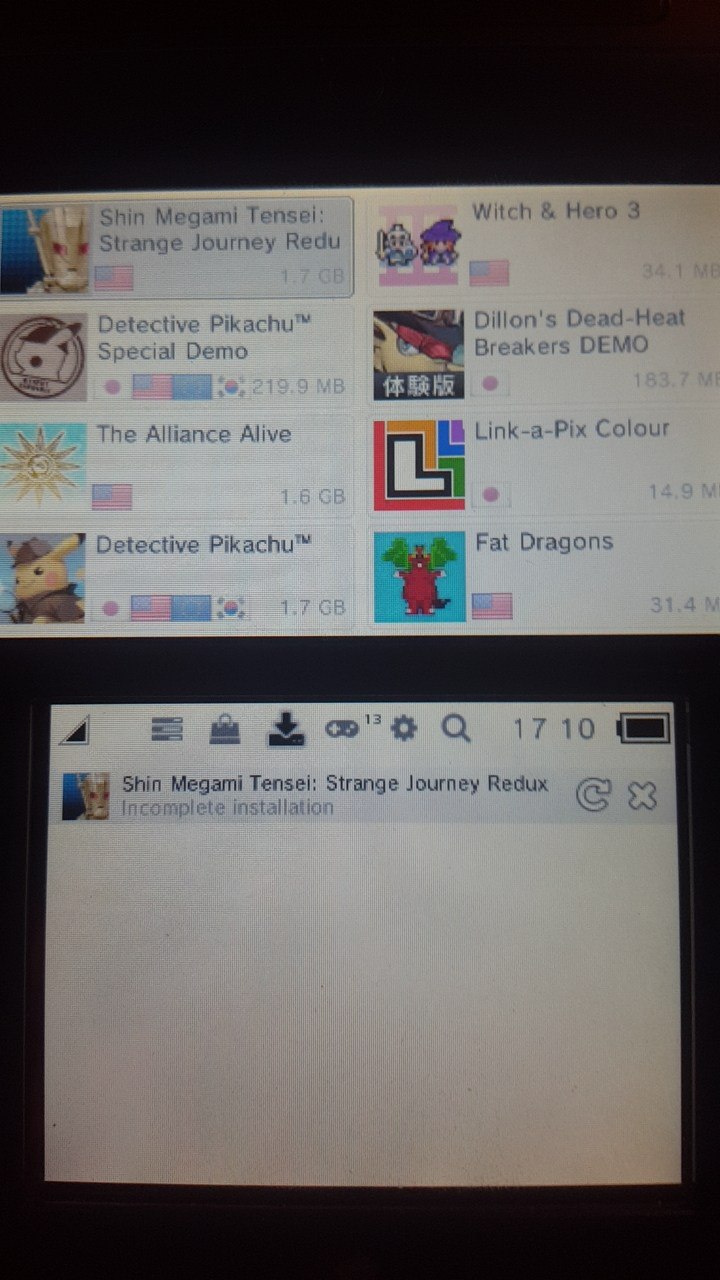 Shin Megami Tensei:
Strange Journey Redu
1.7 GB
Witch & Hero 3
34.1 MB
Detective Pikachu™
Special Demo
219.9 MB
Dillon's Dead-Heat
Breakers DEMO
体験版
183.7 MB
The Alliance Alive
1.6 GB
Link-a-Pix Colour
14.9 M
Detective Pikachu™
1.7 GB
Fat Dragons
31.4 M
13
17 10
Shin Megami Tensei: Strange Journey Redux
Incomplete installation